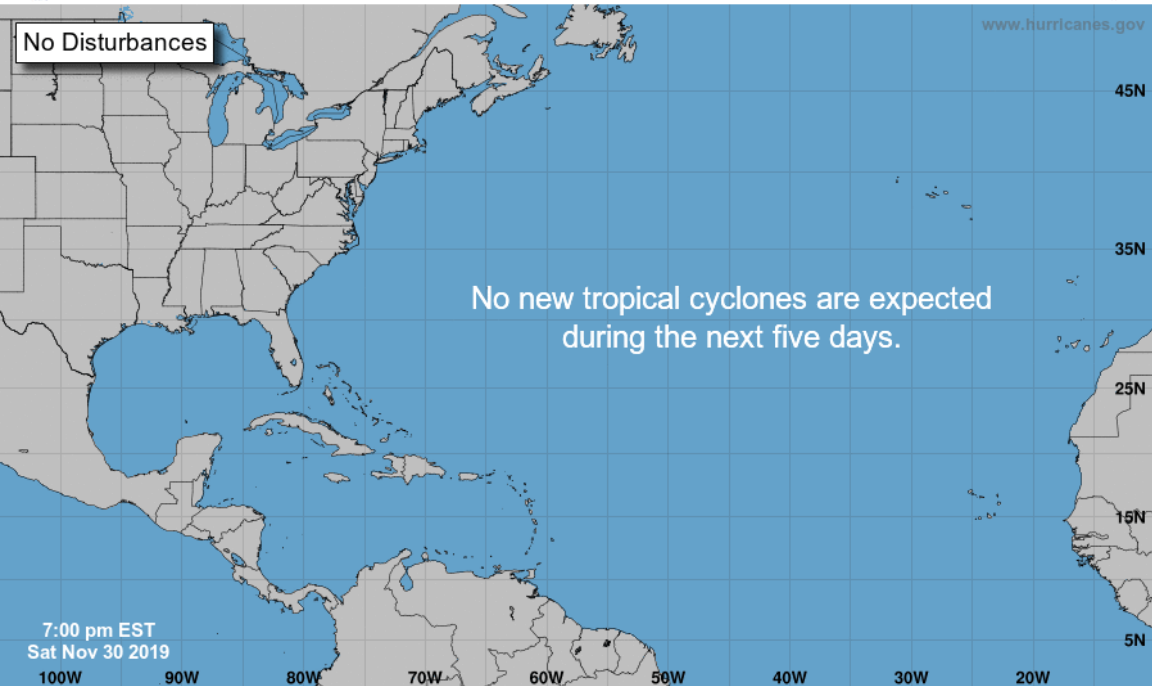 No Disturbances
www.hurricanes.gov
45N
35N
No new tropical cyclones are expected
during the next five days.
25N
15N
5N
7:00 pm EST
Sat Nov 30 2019
100W 90W 80W 70W 60W 50W 40W 30W 20W